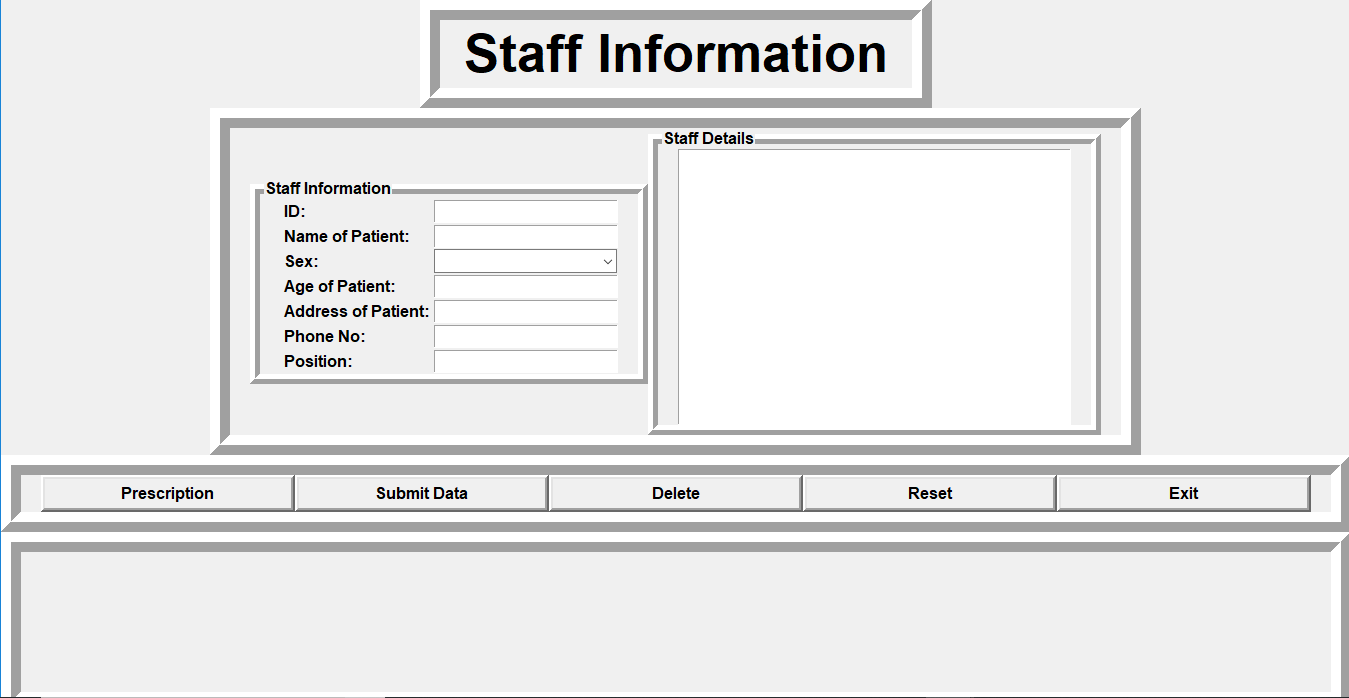 Staff Information
Staff Details
Staff Information
ID:
Name of Patient:
Sex:
Age of Patient:
Address of Patient:
Phone No:
Position:
Prescription Submit Data Delete Reset Exit